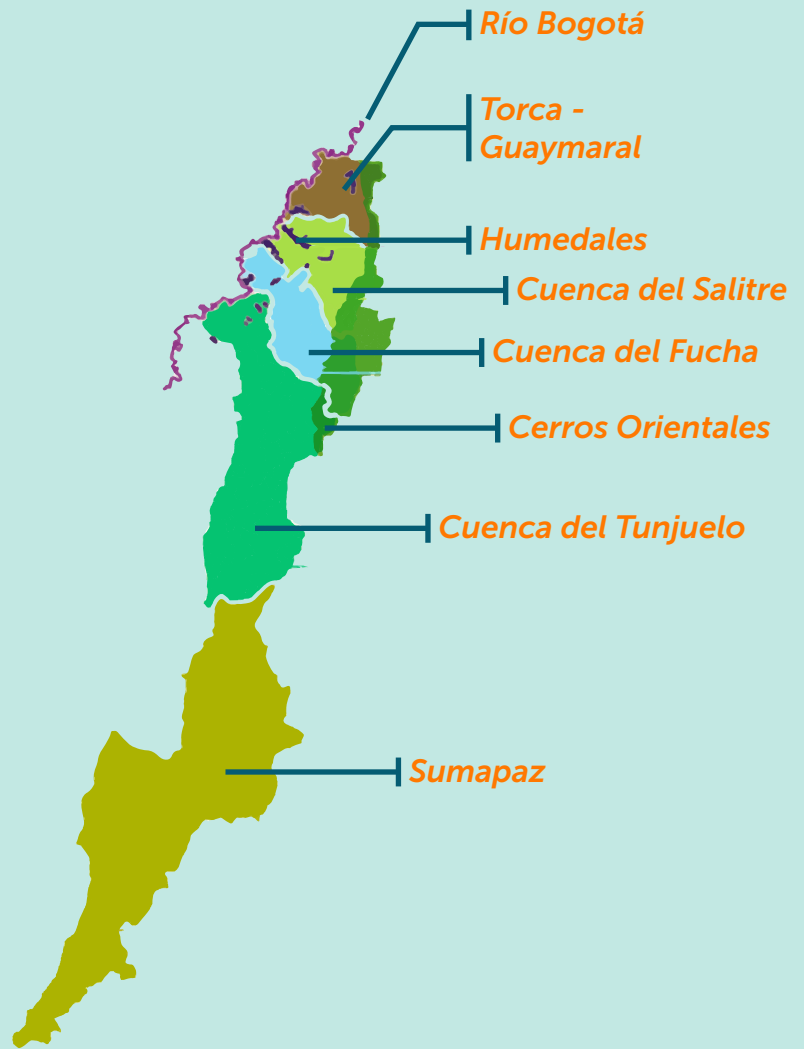 Río Bogotá
Torca -
Guaymaral
Humedales
Cuenca del Salitre
Cuenca del Fucha
Cerros Orientales
Cuenca del Tunjuelo
Sumapaz